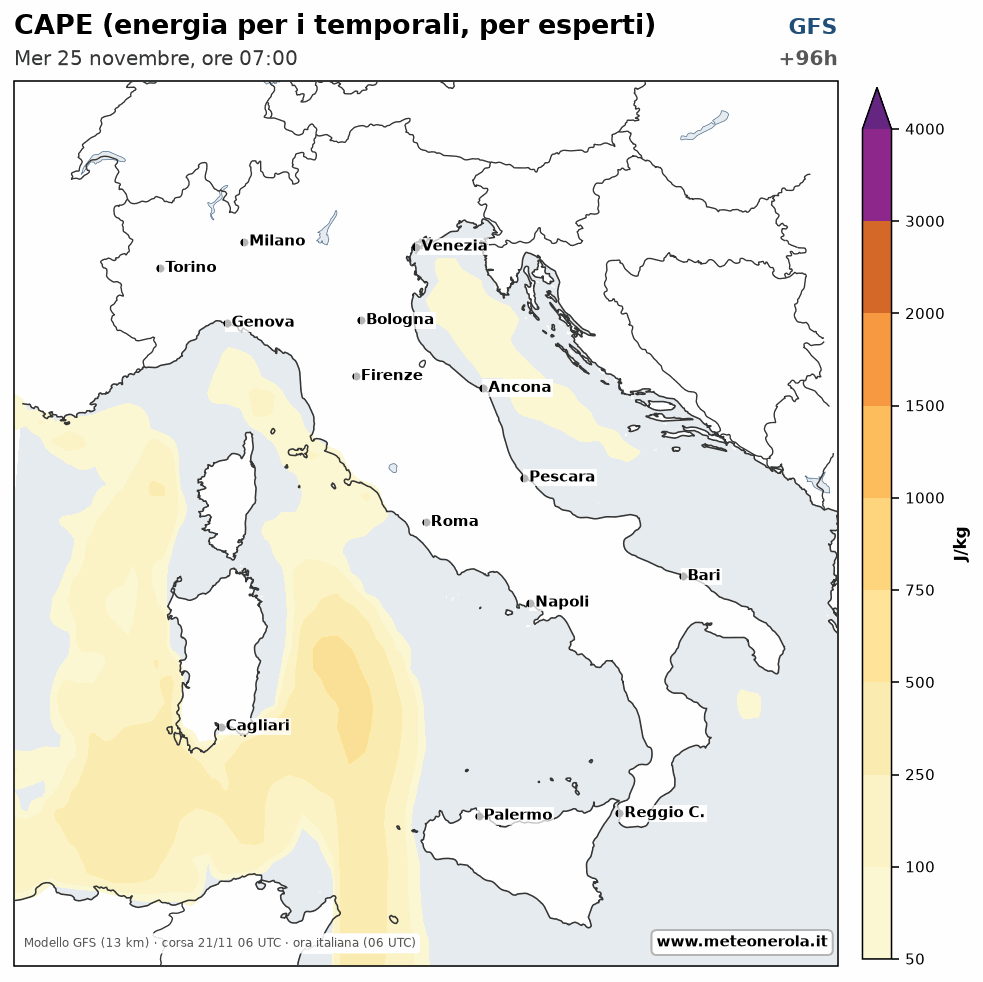 CAPE (energia per i temporali, per esperti)
GFS
Mer 25 novembre, ore 07:00
+96h
4000
3000
2000
1500
1000
750
500
250
100
50
J/kg
Milano
Venezia
Torino
Genova
Bologna
Firenze
Ancona
Pescara
Roma
Bari
Napoli
Cagliari
Palermo
Reggio C.
Modello GFS (13 km) · corsa 21/11 06 UTC · ora italiana (06 UTC)
www.meteonerola.it